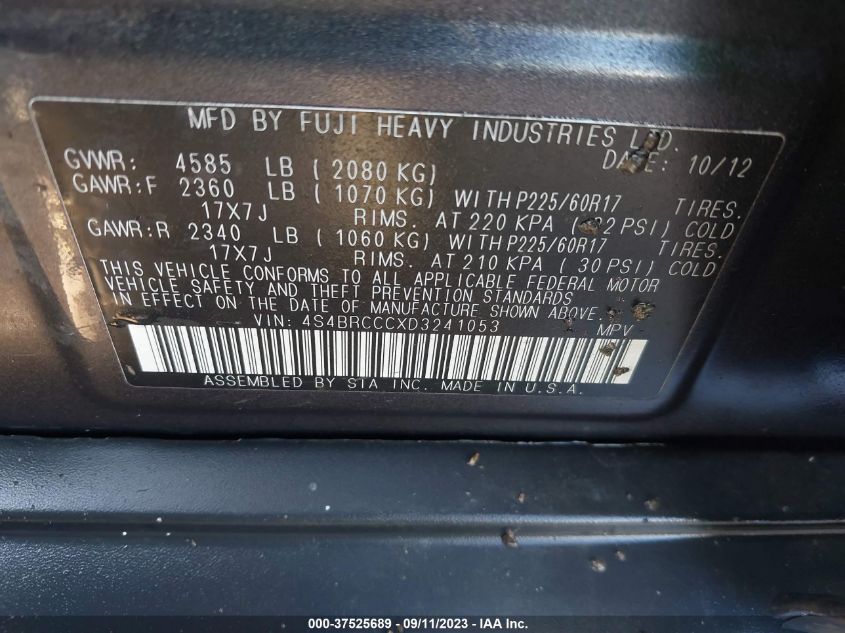 MFD BY FUJI HEAVY INDUSTRIES LTD.
GVWR: 4585 LB ( 2080 KG) DATE: 10/12
GAWR:F 2360 LB ( 1070 KG) WITH P225/60R17 TIRES.
17X7J RIMS. AT 220 KPA ( PSI) COLD
GAWR:R 2340 LB ( 1060 KG) WITH P225/60R17 TIRES.
17X7J RIMS. AT 210 KPA ( 30 PSI) COLD
THIS VEHICLE CONFORMS TO ALL APPLICABLE FEDERAL MOTOR
VEHICLE SAFETY AND THEFT PREVENTION STANDARDS
IN EFFECT ON THE DATE OF MANUFACTURE SHOWN ABOVE.
VIN: 4S4BRCCCXD3241053 MPV
ASSEMBLED BY SIA INC. MADE IN U.S.A.
000-37525689 - 09/11/2023 - IAA Inc.